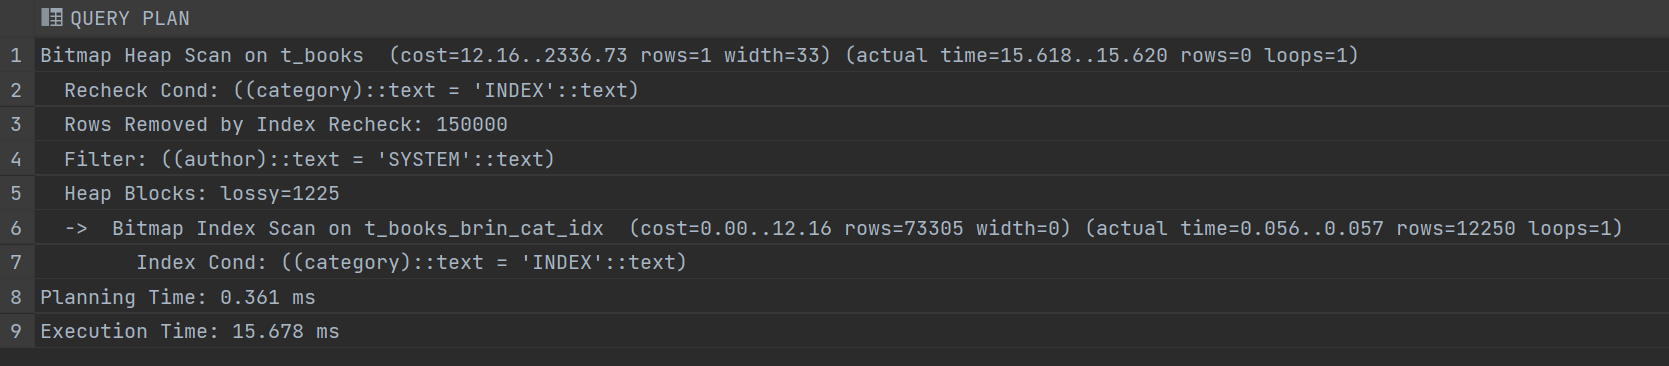 QUERY PLAN
1 Bitmap Heap Scan on t_books  (cost=12.16..2336.73 rows=1 width=33) (actual time=15.618..15.620 rows=0 loops=1)
2   Recheck Cond: ((category)::text = 'INDEX'::text)
3   Rows Removed by Index Recheck: 150000
4   Filter: ((author)::text = 'SYSTEM'::text)
5   Heap Blocks: lossy=1225
6   ->  Bitmap Index Scan on t_books_brin_cat_idx  (cost=0.00..12.16 rows=73305 width=0) (actual time=0.056..0.057 rows=12250 loops=1)
7         Index Cond: ((category)::text = 'INDEX'::text)
8 Planning Time: 0.361 ms
9 Execution Time: 15.678 ms